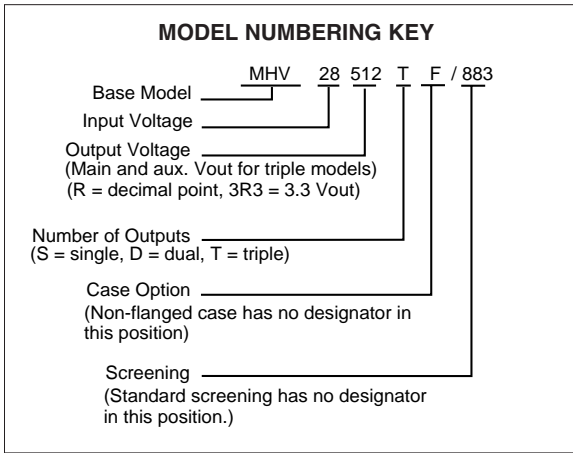 MODEL NUMBERING KEY
MHV 28 512 T F / 883
Base Model
Input Voltage
Output Voltage
(Main and aux. Vout for triple models)
(R = decimal point, 3R3 = 3.3 Vout)
Number of Outputs
(S = single, D = dual, T = triple)
Case Option
(Non-flanged case has no designator in
this position)
Screening
(Standard screening has no designator
in this position.)